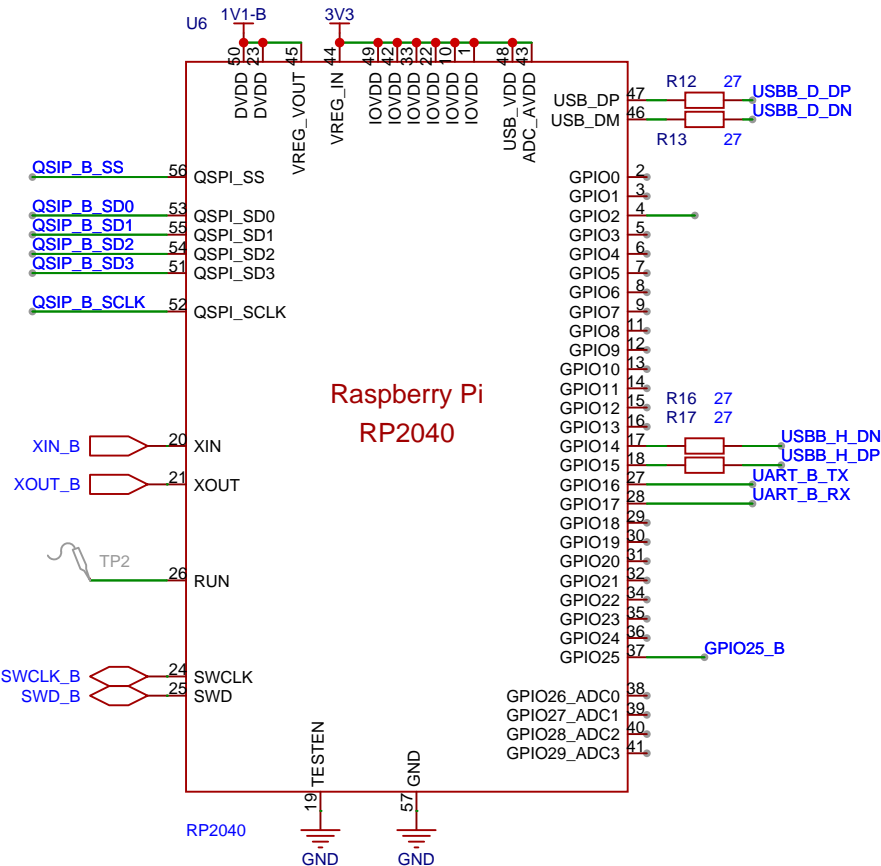 U6
1V1-B
3V3
50
23
45
44
49
42
33
22
10
1
48
43
DVDD
DVDD
VREG_VOUT
VREG_IN
IOVDD
IOVDD
IOVDD
IOVDD
IOVDD
IOVDD
USB_VDD
ADC_AVDD
R12 27
USB_DP 47 USBB_D_DP
USB_DM 46 USBB_D_DN
R13 27
QSIP_B_SS 56 QSPI_SS
QSIP_B_SD0 53 QSPI_SD0
QSIP_B_SD1 55 QSPI_SD1
QSIP_B_SD2 54 QSPI_SD2
QSIP_B_SD3 51 QSPI_SD3
QSIP_B_SCLK 52 QSPI_SCLK
GPIO0 2
GPIO1 3
GPIO2 4
GPIO3 5
GPIO4 6
GPIO5 7
GPIO6 8
GPIO7 9
GPIO8 11
GPIO9 12
GPIO10 13
GPIO11 14
GPIO12 15
GPIO13 16
Raspberry Pi
RP2040
R16 27
R17 27
GPIO14 17 USBB_H_DN
GPIO15 18 USBB_H_DP
GPIO16 27 UART_B_TX
GPIO17 28 UART_B_RX
GPIO18 29
GPIO19 30
GPIO20 31
GPIO21 32
GPIO22 34
GPIO23 35
GPIO24 36
GPIO25 37 GPIO25_B
XIN_B 20 XIN
XOUT_B 21 XOUT
TP2
26 RUN
SWCLK_B 24 SWCLK
SWD_B 25 SWD
GPIO26_ADC0 38
GPIO27_ADC1 39
GPIO28_ADC2 40
GPIO29_ADC3 41
TESTEN
GND
19
57
RP2040
GND
GND